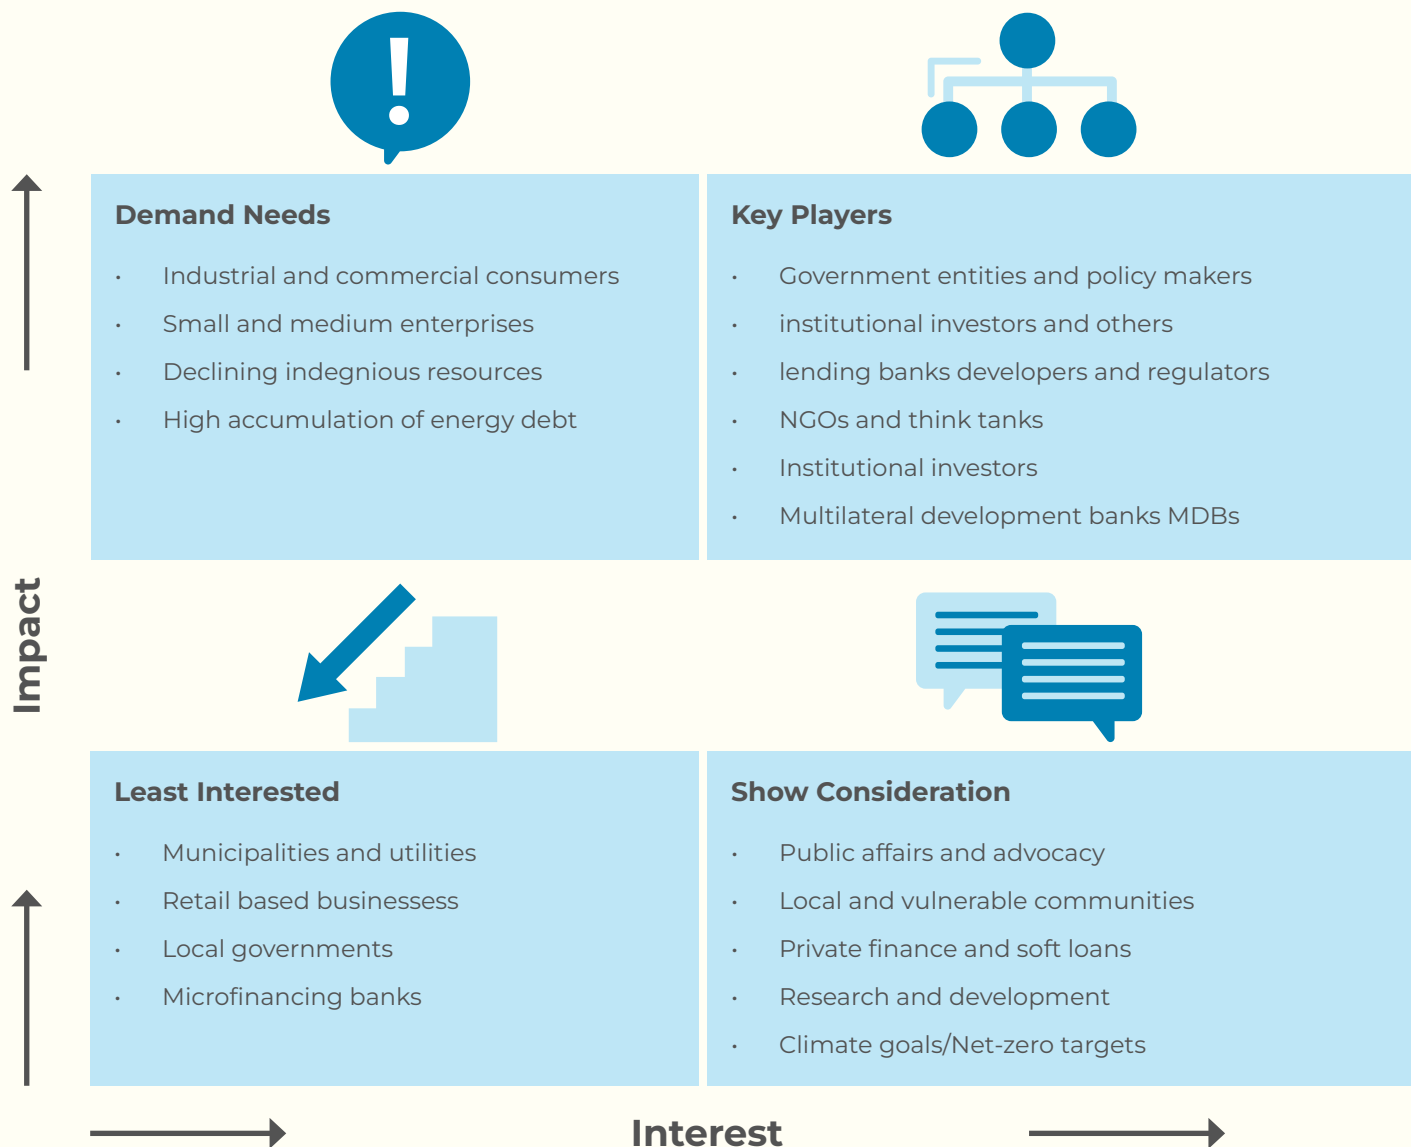 !
Demand Needs
• Industrial and commercial consumers
• Small and medium enterprises
• Declining indegnious resources
• High accumulation of energy debt
Key Players
• Government entities and policy makers
• institutional investors and others
• lending banks developers and regulators
• NGOs and think tanks
• Institutional investors
• Multilateral development banks MDBs
Impact
Least Interested
• Municipalities and utilities
• Retail based businessess
• Local governments
• Microfinancing banks
Show Consideration
• Public affairs and advocacy
• Local and vulnerable communities
• Private finance and soft loans
• Research and development
• Climate goals/Net-zero targets
Interest